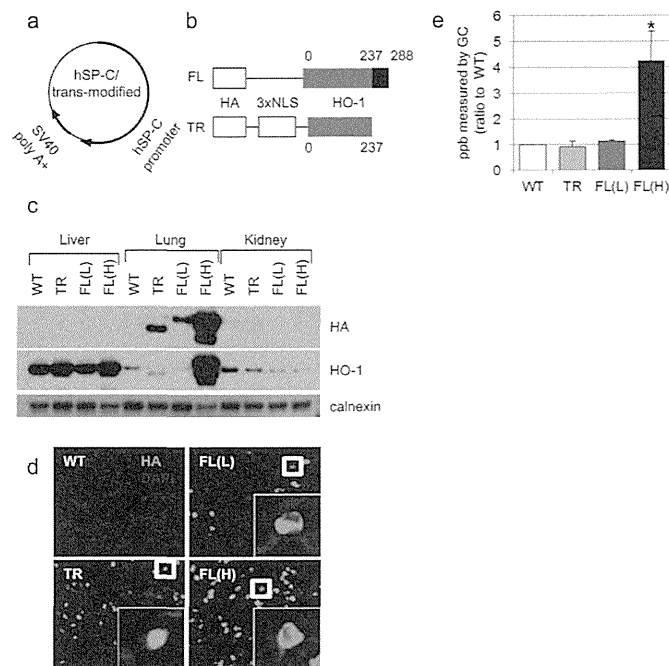 a
hSP-C/
trans-modified
SV40
poly A+
hSP-C
promoter
b
0 237 288
FL
HA 3xNLS HO-1
TR
0 237
e
ppb measured by GC
(ratio to WT)
6
5
4
3
2
1
0
*
WT TR FL(L) FL(H)
c
Liver Lung Kidney
WT TR FL(L) FL(H) WT TR FL(L) FL(H) WT TR FL(L) FL(H)
HA
HO-1
calnexin
d
WT HA
DAPI
FL(L)
TR
FL(H)